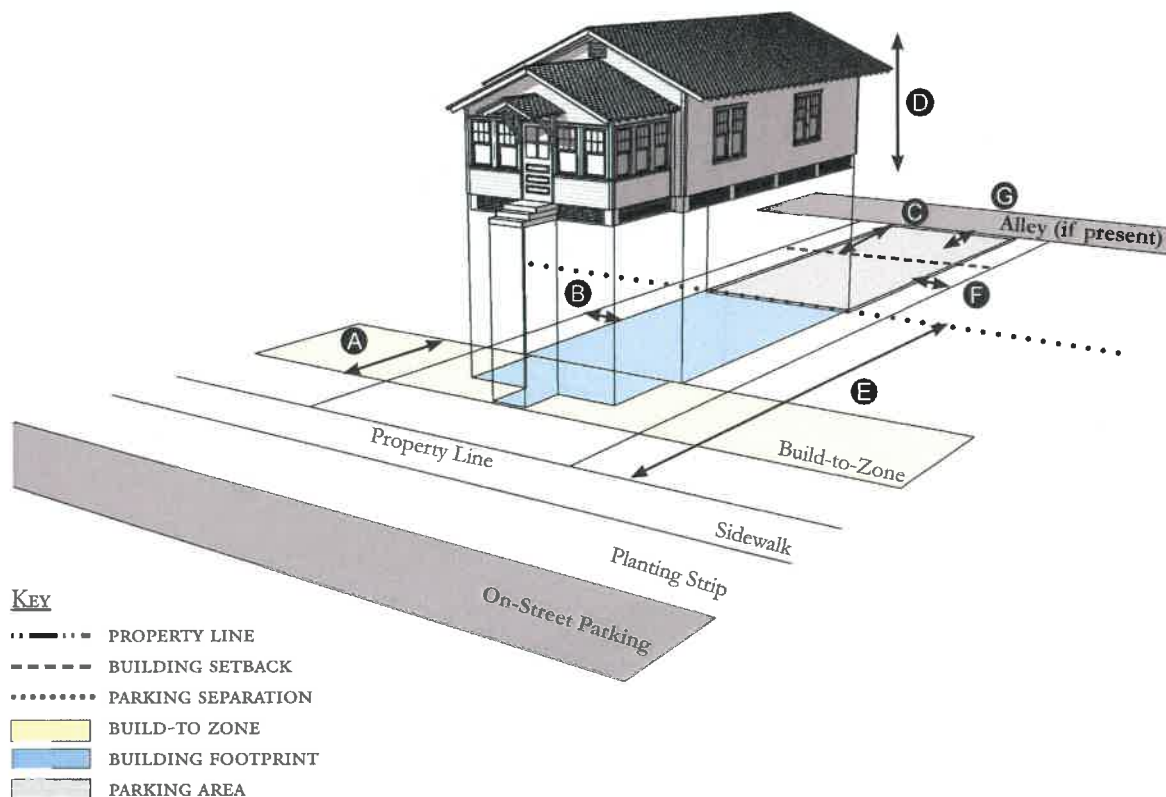 D
C
G
Alley (if present)
B
F
A
E
Property Line
Build-to-Zone
Sidewalk
Planting Strip
On-Street Parking
KEY
PROPERTY LINE
BUILDING SETBACK
PARKING SEPARATION
BUILD-TO ZONE
BUILDING FOOTPRINT
PARKING AREA